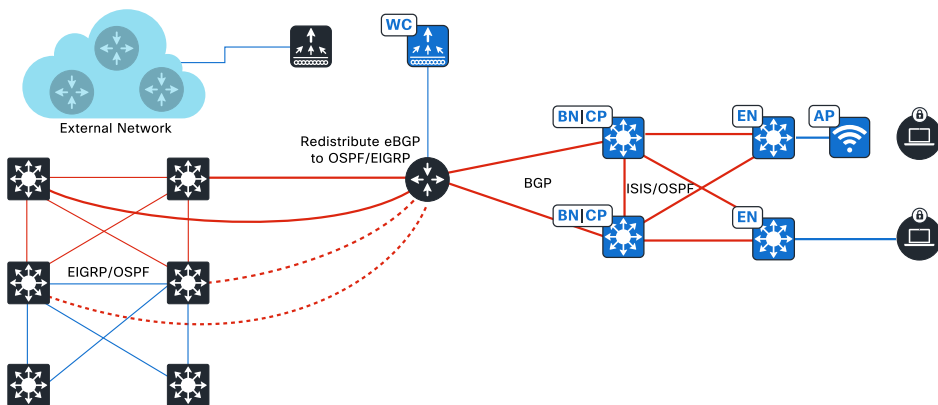 WC
External Network
Redistribute eBGP
to OSPF/EIGRP
BN|CP
EN
AP
BGP
ISIS/OSPF
BN|CP
EN
EIGRP/OSPF